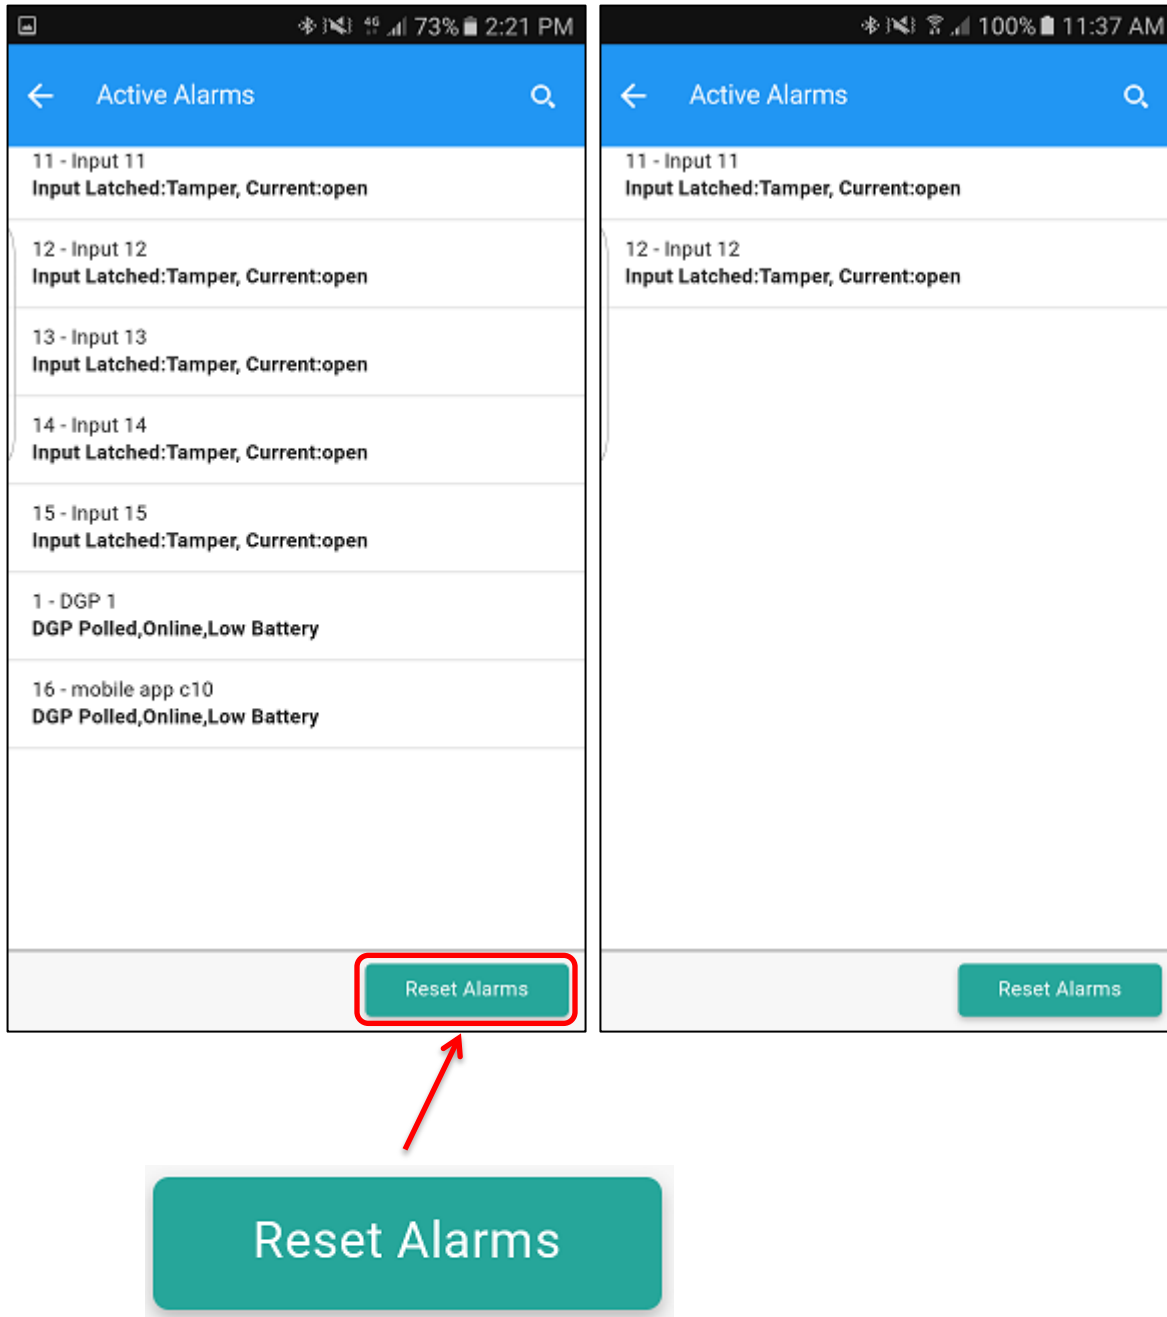 73% 2:21 PM
Active Alarms
11 - Input 11
Input Latched:Tamper, Current:open
12 - Input 12
Input Latched:Tamper, Current:open
13 - Input 13
Input Latched:Tamper, Current:open
14 - Input 14
Input Latched:Tamper, Current:open
15 - Input 15
Input Latched:Tamper, Current:open
1 - DGP 1
DGP Polled,Online,Low Battery
16 - mobile app c10
DGP Polled,Online,Low Battery
Reset Alarms
100% 11:37 AM
Active Alarms
11 - Input 11
Input Latched:Tamper, Current:open
12 - Input 12
Input Latched:Tamper, Current:open
Reset Alarms
Reset Alarms